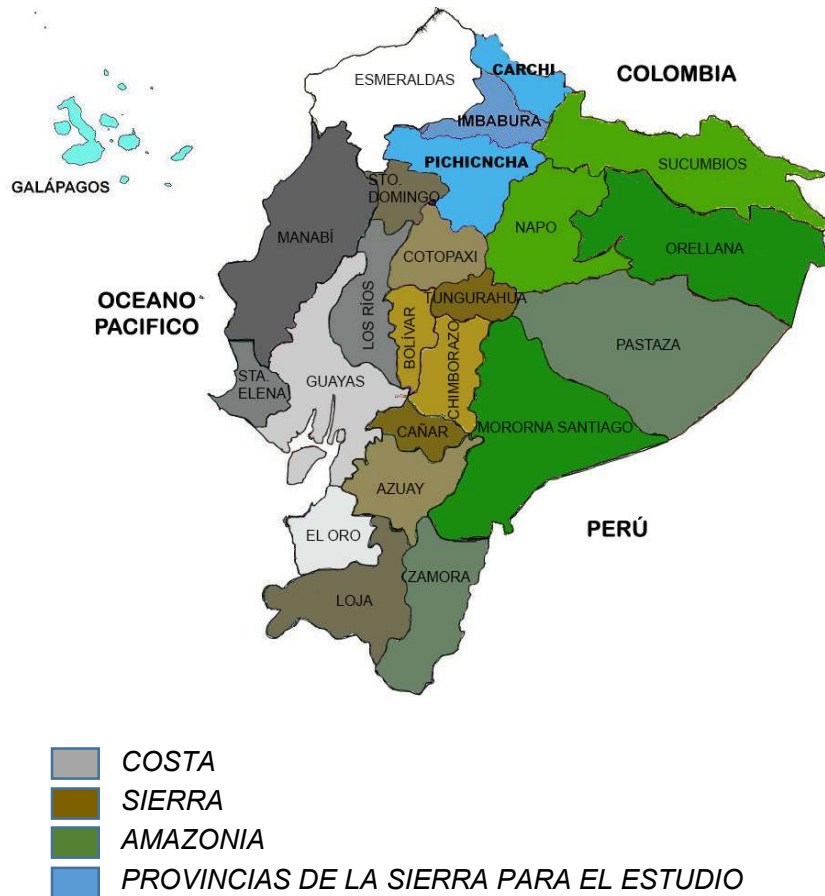 CARCHI
COLOMBIA
ESMERALDAS
IMBABURA
PICHICNCHA
SUCUMBIOS
GALÁPAGOS
STO.
DOMINGO
NAPO
MANABÍ
ORELLANA
COTOPAXI
OCEANO
PACIFICO
TUNGURAHUA
LOS RÍOS
BOLÍVAR
CHIMBORAZO
PASTAZA
STA.
ELENA
GUAYAS
CAÑAR
MORORNA SANTIAGO
AZUAY
PERÚ
EL ORO
ZAMORA
LOJA
COSTA
SIERRA
AMAZONIA
PROVINCIAS DE LA SIERRA PARA EL ESTUDIO